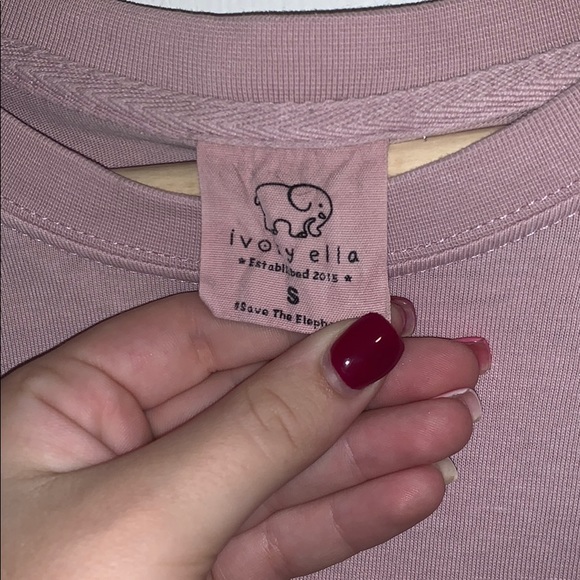 ivory ella
★ Established 2015 ★
S
#Save The